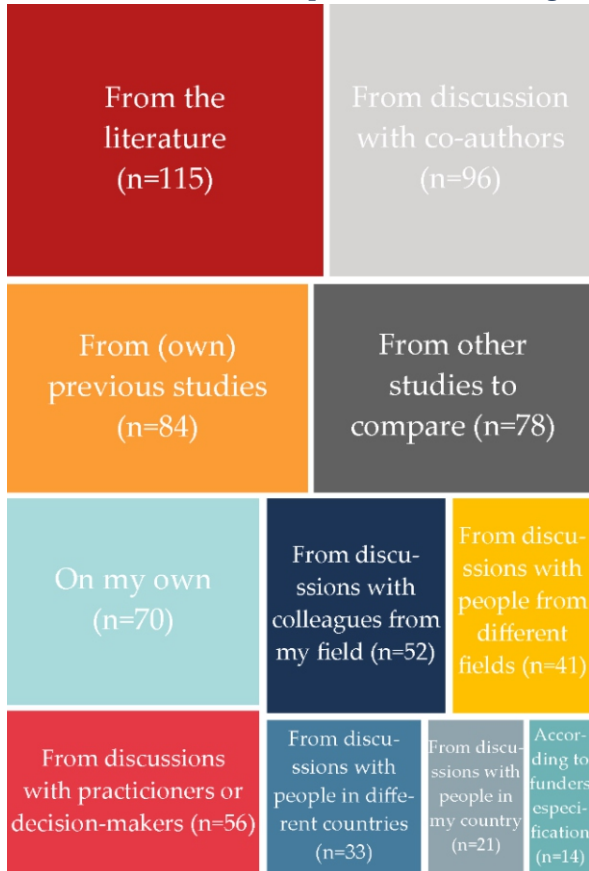 From the
literature
(n=115)
From discussion
with co-authors
(n=96)
From (own)
previous studies
(n=84)
From other
studies to
compare (n=78)
On my own
(n=70)
From discu-
ssions with
colleagues from
my field (n=52)
From discu-
ssions with
people from
different
fields (n=41)
From discussions
with practicioners or
decision-makers (n=56)
From discu-
ssions with
people in diffe-
rent countries
(n=33)
From discu-
ssions with
people in
my country
(n=21)
Accor-
ding to
funders
especi-
fication
(n=14)